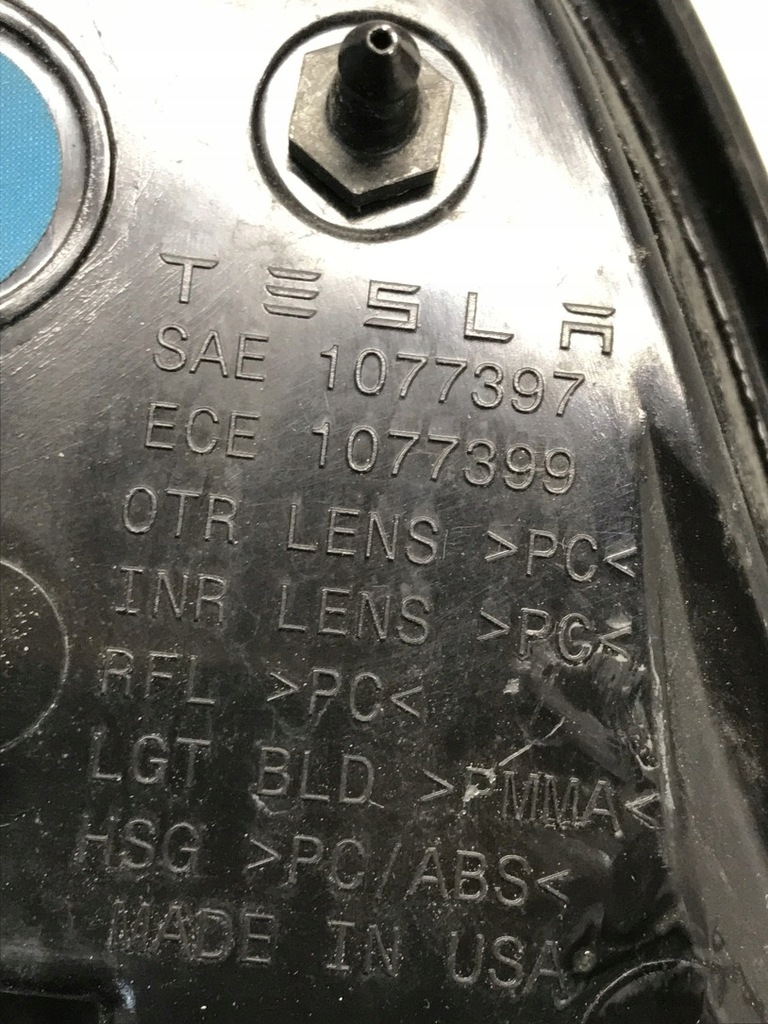 TESLA
SAE 1077397
ECE 1077399
OTR LENS >PC<
INR LENS >PC<
RFL >PC<
LGT BLD >PMMA<
HSG >PC/ABS<
MADE IN USA